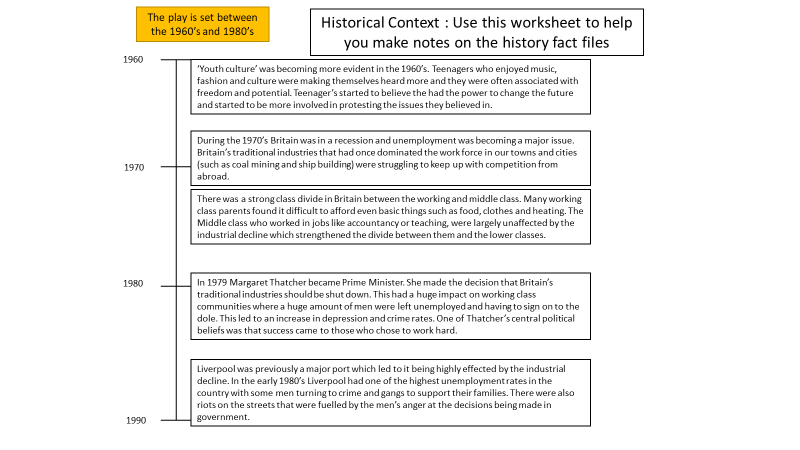 The play is set between
the 1960's and 1980's
Historical Context : Use this worksheet to help
you make notes on the history fact files
1960
'Youth culture' was becoming more evident in the 1960's. Teenagers who enjoyed music,
fashion and culture were making themselves heard more and they were often associated with
freedom and potential. Teenager's started to believe the had the power to change the future
and started to be more involved in protesting the issues they believed in.
During the 1970's Britain was in a recession and unemployment was becoming a major issue.
Britain's traditional industries that had once dominated the work force in our towns and cities
(such as coal mining and ship building) were struggling to keep up with competition from
abroad.
1970
There was a strong class divide in Britain between the working and middle class. Many working
class parents found it difficult to afford even basic things such as food, clothes and heating. The
Middle class who worked in jobs like accountancy or teaching, were largely unaffected by the
industrial decline which strengthened the divide between them and the lower classes.
1980
In 1979 Margaret Thatcher became Prime Minister. She made the decision that Britain's
traditional industries should be shut down. This had a huge impact on working class
communities where a huge amount of men were left unemployed and having to sign on to the
dole. This led to an increase in depression and crime rates. One of Thatcher's central political
beliefs was that success came to those who chose to work hard.
Liverpool was previously a major port which led to it being highly effected by the industrial
decline. In the early 1980's Liverpool had one of the highest unemployment rates in the
country with some men turning to crime and gangs to support their families. There were also
riots on the streets that were fuelled by the men's anger at the decisions being made in
government.
1990